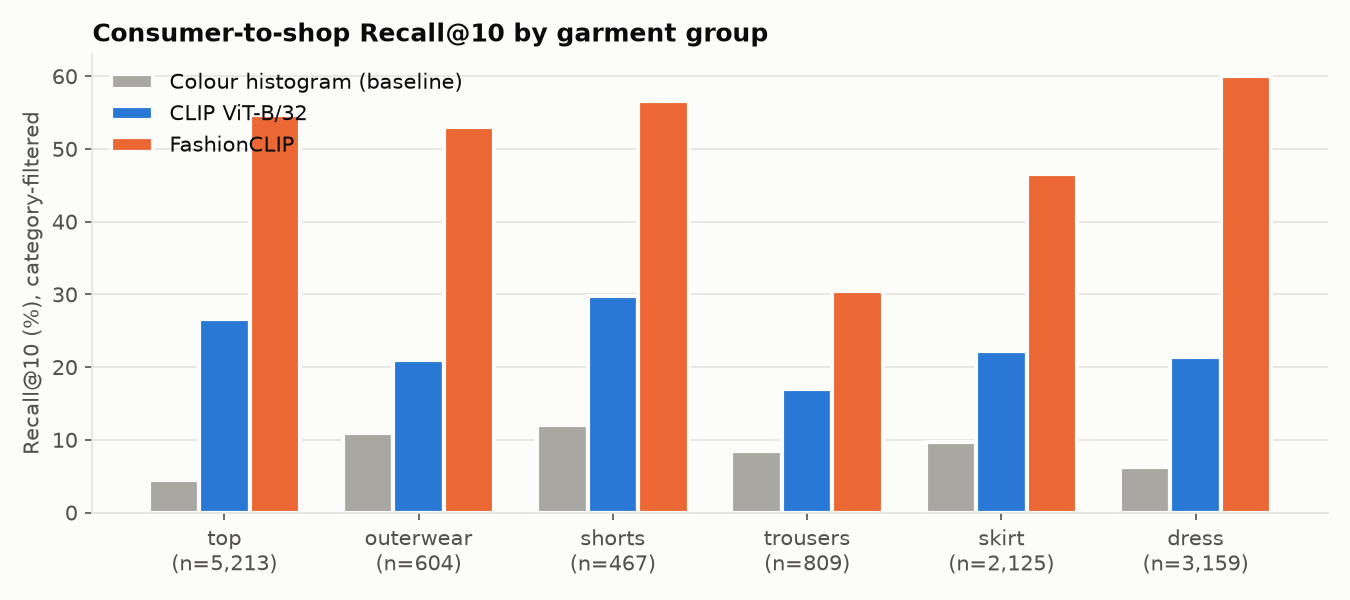 Consumer-to-shop Recall@10 by garment group
Recall@10 (%), category-filtered
60
50
40
30
20
10
0
Colour histogram (baseline)
CLIP ViT-B/32
FashionCLIP
top
(n=5,213)
outerwear
(n=604)
shorts
(n=467)
trousers
(n=809)
skirt
(n=2,125)
dress
(n=3,159)